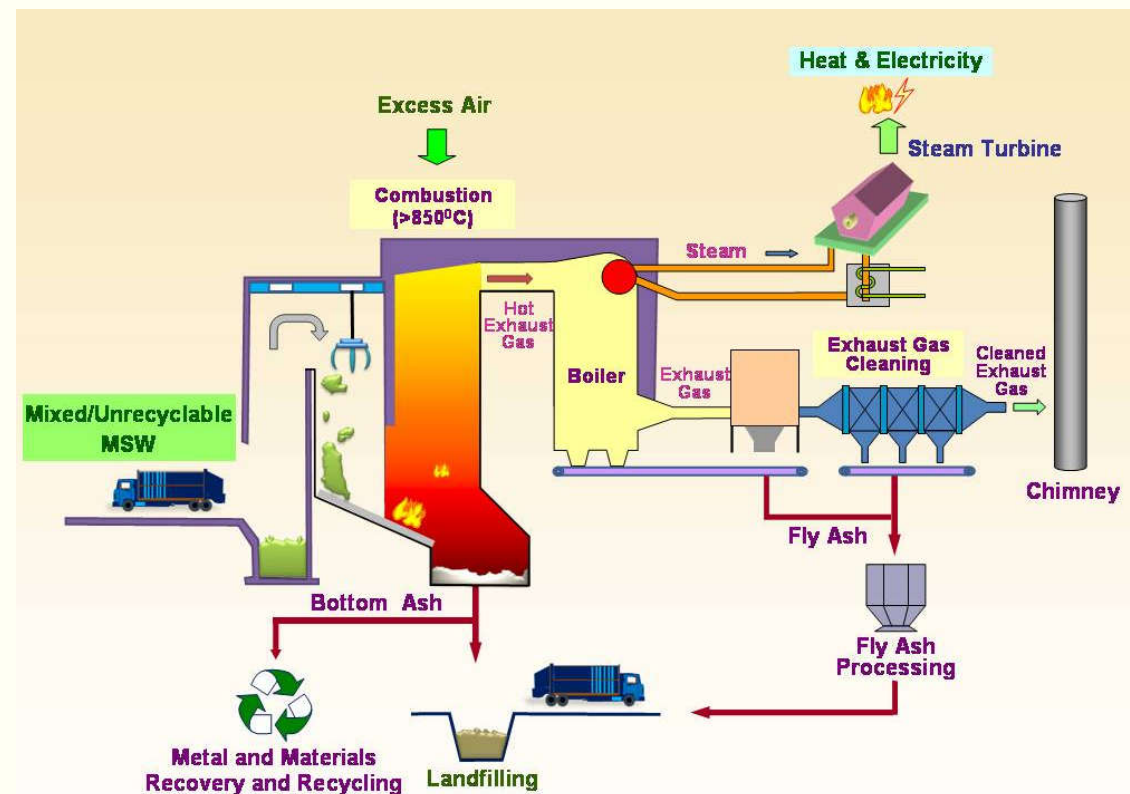 Heat & Electricity
Excess Air
Steam Turbine
Combustion
(>850⁰C)
Steam
Hot
Exhaust
Gas
Boiler
Exhaust
Gas
Exhaust Gas
Cleaning
Cleaned
Exhaust
Gas
Mixed/Unrecyclable
MSW
Chimney
Fly Ash
Bottom Ash
Fly Ash
Processing
Metal and Materials
Recovery and Recycling
Landfilling